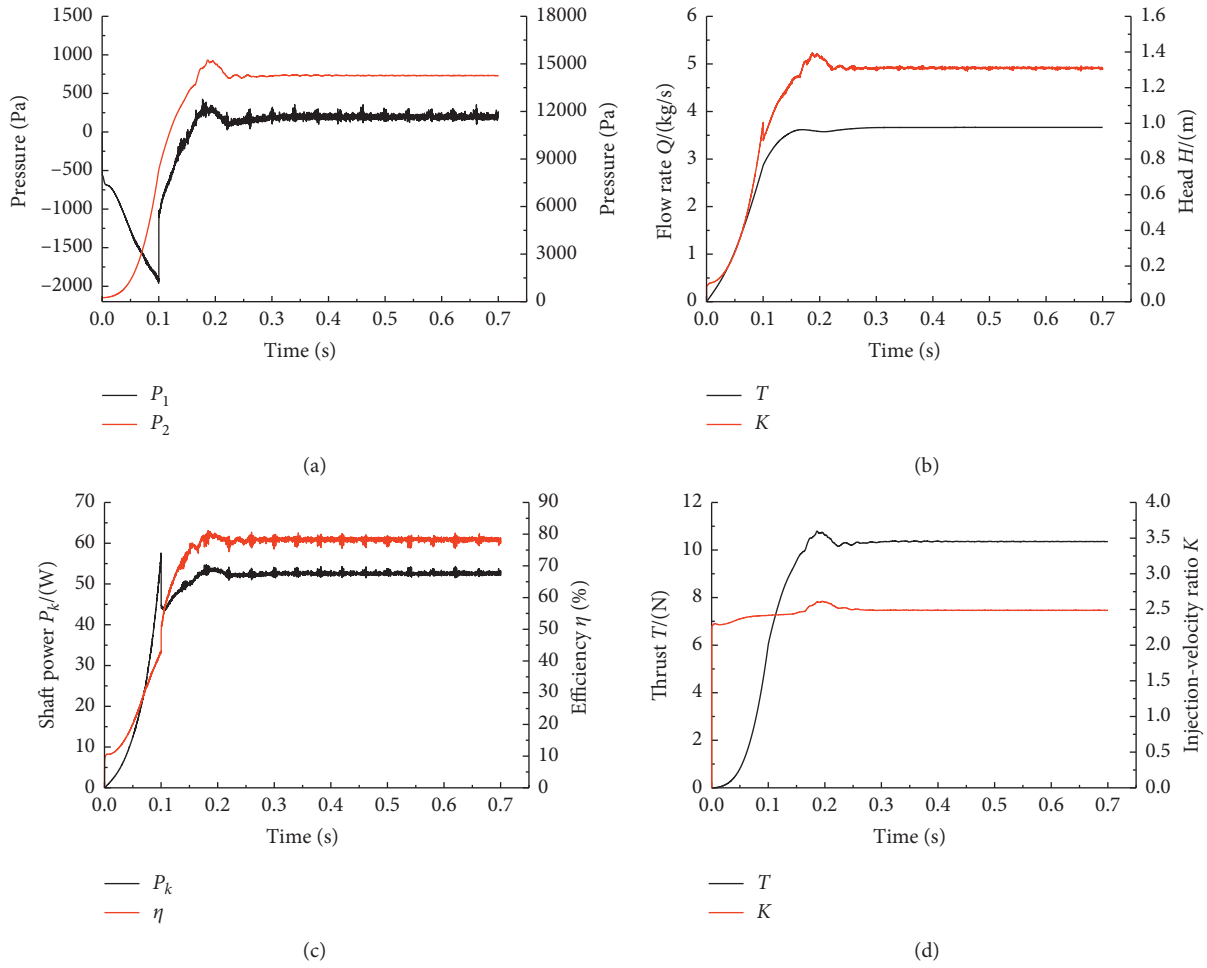 1500
1000
500
0
–500
–1000
–1500
–2000
Pressure (Pa)
18000
15000
12000
9000
6000
3000
0
Pressure (Pa)
0.0 0.1 0.2 0.3 0.4 0.5 0.6 0.7
Time (s)
P1
P2
(a)
6
5
4
3
2
1
0
Flow rate Q/(kg/s)
1.6
1.4
1.2
1.0
0.8
0.6
0.4
0.2
0.0
Head H/(m)
0.0 0.1 0.2 0.3 0.4 0.5 0.6 0.7
Time (s)
T
K
(b)
70
60
50
40
30
20
10
0
Shaft power Pk/(W)
90
80
70
60
50
40
30
20
10
0
Efficiency η (%)
0.0 0.1 0.2 0.3 0.4 0.5 0.6 0.7
Time (s)
Pk
η
(c)
12
10
8
6
4
2
0
Thrust T/(N)
4.0
3.5
3.0
2.5
2.0
1.5
1.0
0.5
0.0
Injection-velocity ratio K
0.0 0.1 0.2 0.3 0.4 0.5 0.6 0.7
Time (s)
T
K
(d)